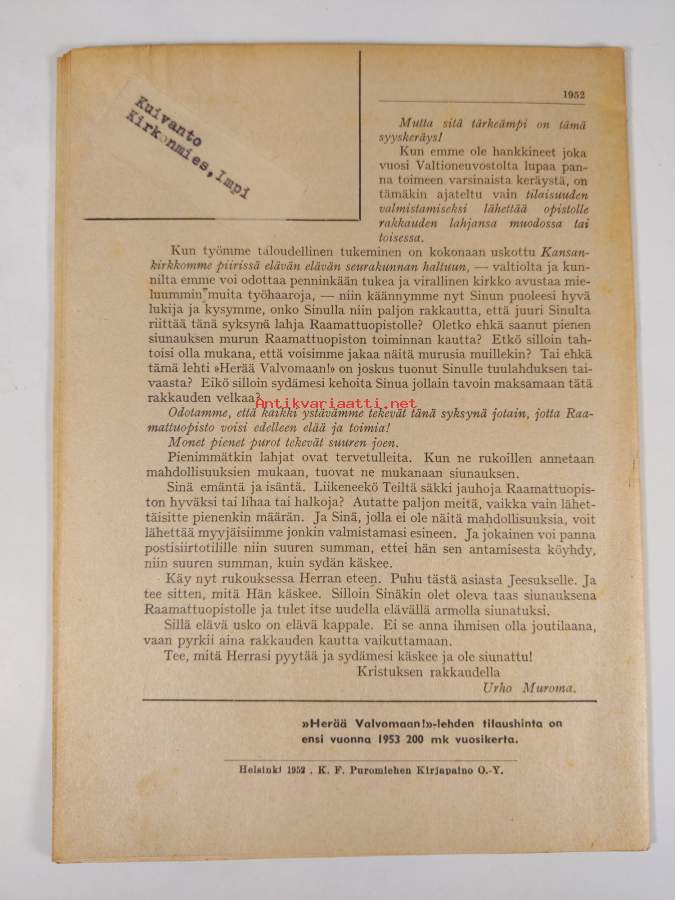 Kuivanto
Kirkonmies, Impi
1952
Mutta sitä tärkeämpi on tämä
syyskeräys!
Kun emme ole hankkineet joka
vuosi Valtioneuvostolta lupaa pan-
na toimeen varsinaista keräystä, on
tämäkin ajateltu vain tilaisuuden
valmistamiseksi lähettää opistolle
rakkauden lahjansa muodossa tai
toisessa.
Kun työmme taloudellinen tukeminen on kokonaan uskottu Kansan-
kirkkomme piirissä elävän elävän seurakunnan haltuun, — valtiolta ja kun-
nilta emme voi odottaa penninkään tukea ja virallinen kirkko avustaa mie-
luummin muita työhaaroja, — niin käännymme nyt Sinun puoleesi hyvä
lukija ja kysymme, onko Sinulla niin paljon rakkautta, että juuri Sinulta
riittää tänä syksynä lahja Raamattuopistolle? Oletko ehkä saanut pienen
siunauksen murun Raamattuopiston toiminnan kautta? Etkö silloin tah-
toisi olla mukana, että voisimme jakaa näitä murusia muillekin? Tai ehkä
tämä lehti »Herää Valvomaan!» on joskus tuonut Sinulle tuulahduksen tai-
vaasta? Eikö silloin sydämesi kehoita Sinua jollain tavoin maksamaan tätä
rakkauden velkaa?
Antikvariaatti.net
Odotamme, että kaikki ystävämme tekevät tänä syksynä jotain, jotta Raa-
mattuopisto voisi edelleen elää ja toimia!
Monet pienet purot tekevät suuren joen.
Pienimmätkin lahjat ovat tervetulleita. Kun ne rukoillen annetaan
mahdollisuuksien mukaan, tuovat ne mukanaan siunauksen.
Sinä emäntä ja isäntä. Liikeneekö Teiltä säkki jauhoja Raamattuopis-
ton hyväksi tai lihaa tai halkoja? Autatte paljon meitä, vaikka vain lähet-
täisitte pienenkin määrän. Ja Sinä, jolla ei ole näitä mahdollisuuksia, voit
lähettää myyjäisiimme jonkin valmistamasi esineen. Ja jokainen voi panna
postisiirtotilille niin suuren summan, ettei hän sen antamisesta köyhdy,
niin suuren summan, kuin sydän käskee.
Käy nyt rukouksessa Herran eteen. Puhu tästä asiasta Jeesukselle. Ja
tee sitten, mitä Hän käskee. Silloin Sinäkin olet oleva taas siunauksena
Raamattuopistolle ja tulet itse uudella elävällä armolla siunatuksi.
Sillä elävä usko on elävä kappale. Ei se anna ihmisen olla joutilaana,
vaan pyrkii aina rakkauden kautta vaikuttamaan.
Tee, mitä Herrasi pyytää ja sydämesi käskee ja ole siunattu!
Kristuksen rakkaudella
Urho Muroma.
»Herää Valvomaan!»-lehden tilaushinta on
ensi vuonna 1953 200 mk vuosikerta.
Helsinki 1952 . K. F. Puromiehen Kirjapaino O.-Y.